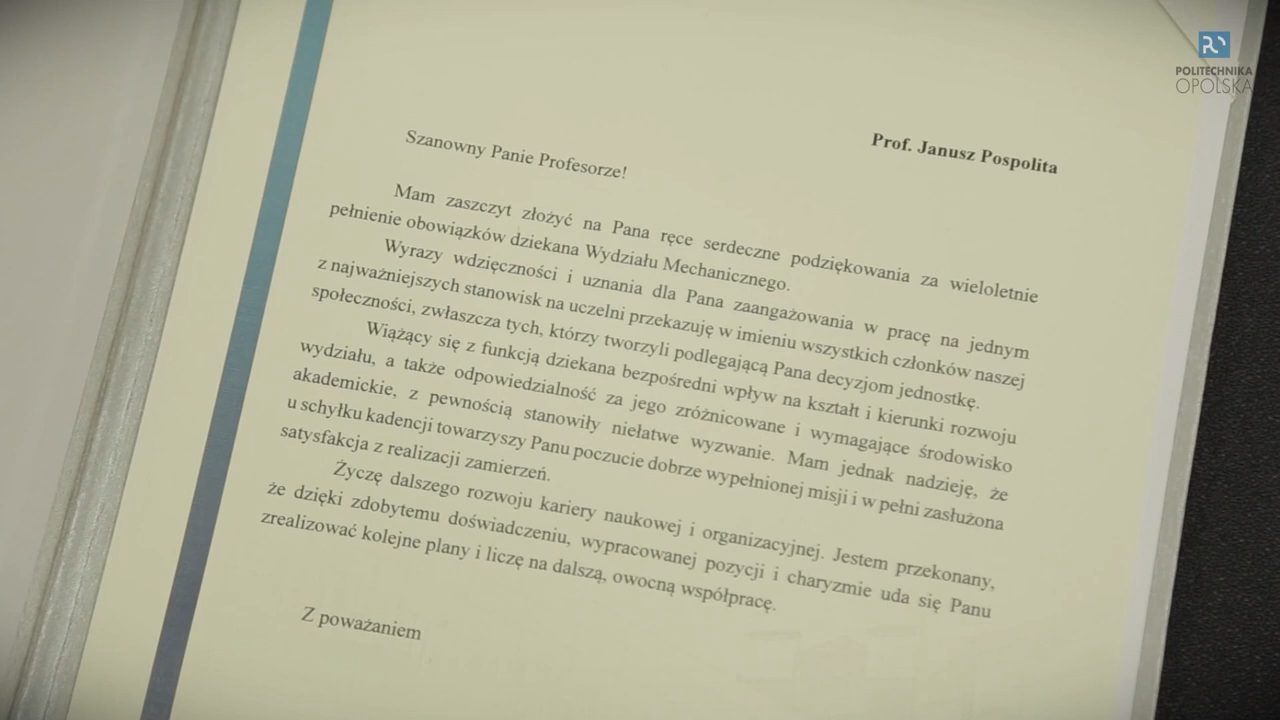 POLITECHNIKA
OPOLSKA
Prof. Janusz Pospolita
Szanowny Panie Profesorze!
Mam zaszczyt złożyć na Pana ręce serdeczne podziękowania za wieloletnie
pełnienie obowiązków dziekana Wydziału Mechanicznego.
Wyrazy wdzięczności i uznania dla Pana zaangażowania w pracę na jednym
z najważniejszych stanowisk na uczelni przekazuję w imieniu wszystkich członków naszej
społeczności, zwłaszcza tych, którzy tworzyli podlegającą Pana decyzjom jednostkę.
Wiążący się z funkcją dziekana bezpośredni wpływ na kształt i kierunki rozwoju
wydziału, a także odpowiedzialność za jego zróżnicowane i wymagające środowisko
akademickie, z pewnością stanowiły niełatwe wyzwanie. Mam jednak nadzieję, że
u schyłku kadencji towarzyszy Panu poczucie dobrze wypełnionej misji i w pełni zasłużona
satysfakcja z realizacji zamierzeń.
Życzę dalszego rozwoju kariery naukowej i organizacyjnej. Jestem przekonany,
że dzięki zdobytemu doświadczeniu, wypracowanej pozycji i charyzmie uda się Panu
zrealizować kolejne plany i liczę na dalszą, owocną współpracę.
Z poważaniem